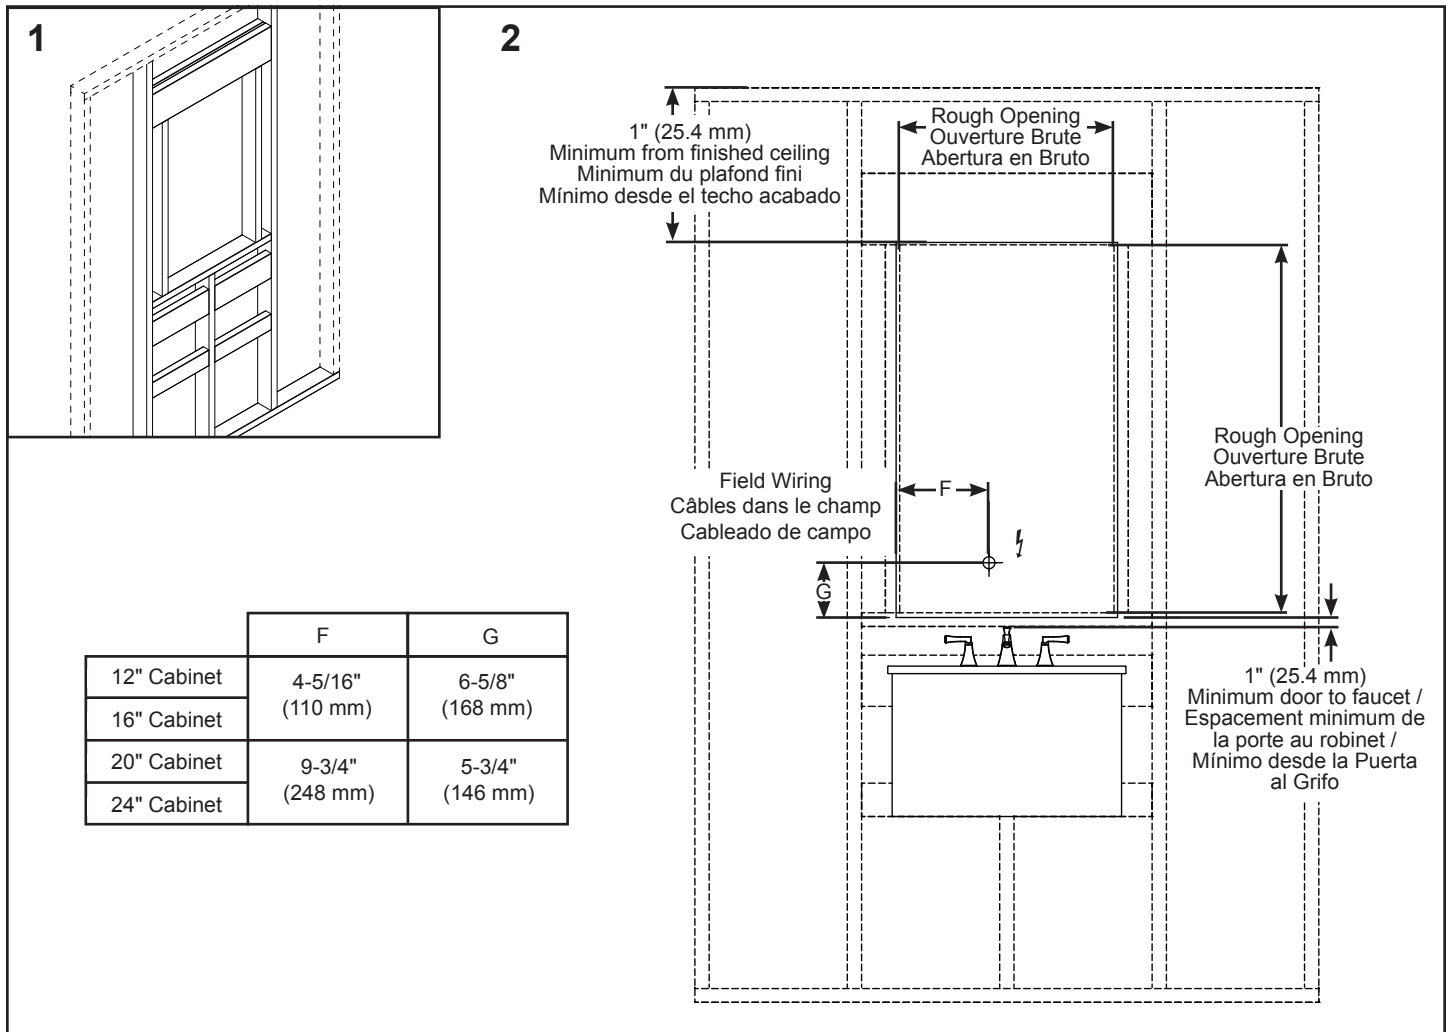 1
2
1" (25.4 mm)
Minimum from finished ceiling
Minimum du plafond fini
Mínimo desde el techo acabado
Rough Opening
Ouverture Brute
Abertura en Bruto
Rough Opening
Ouverture Brute
Abertura en Bruto
Field Wiring
Câbles dans le champ
Cableado de campo
F
G
1" (25.4 mm)
Minimum door to faucet /
Espacement minimum de
la porte au robinet /
Mínimo desde la Puerta
al Grifo
F G
12" Cabinet
16" Cabinet
4-5/16"
(110 mm)
6-5/8"
(168 mm)
20" Cabinet
24" Cabinet
9-3/4"
(248 mm)
5-3/4"
(146 mm)